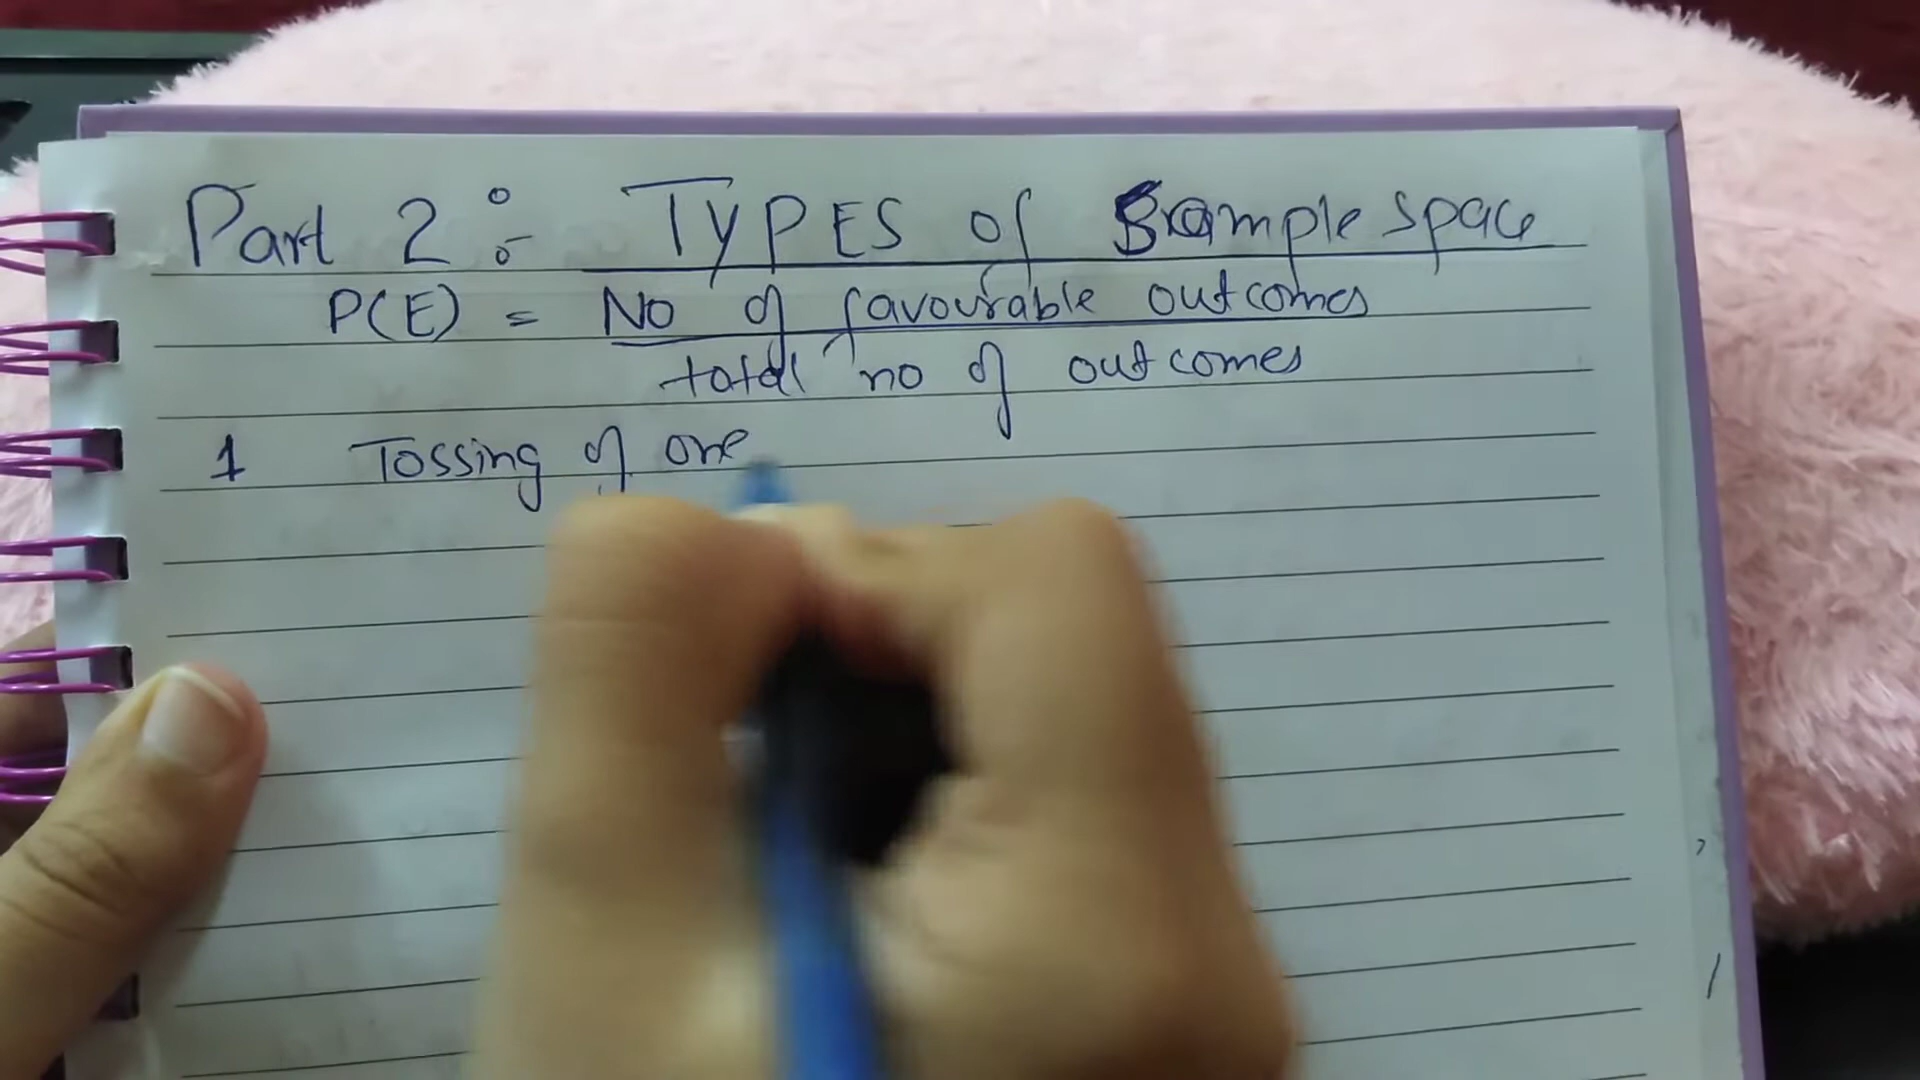 Part 2 : TYPES of Sample space
P(E) = No of favourable outcomes
total no of outcomes
1 Tossing of one